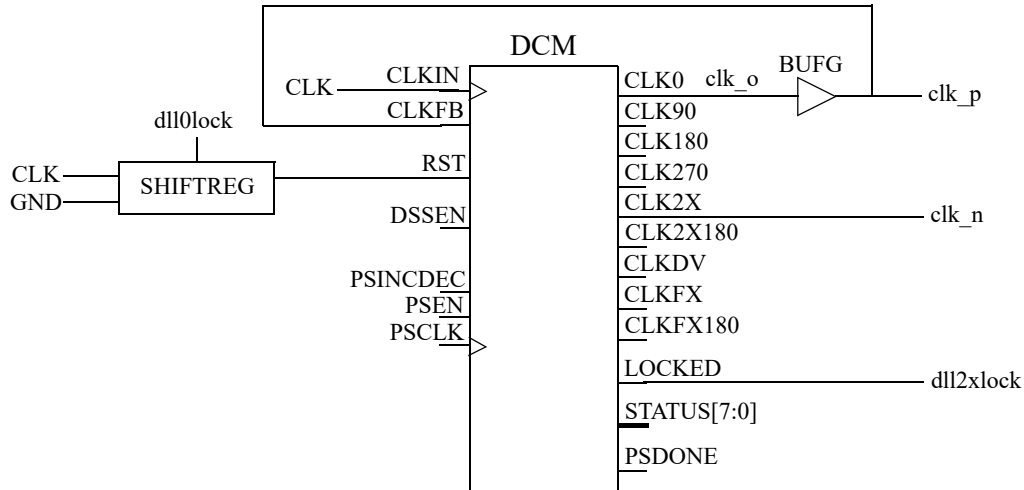 DCM
CLKIN
CLK
CLKFB
dll0lock
CLK
GND
SHIFTREG
RST
DSSEN
PSINCDEC
PSEN
PSCLK
CLK0
clk_o
BUFG
clk_p
CLK90
CLK180
CLK270
CLK2X
clk_n
CLK2X180
CLKDV
CLKFX
CLKFX180
LOCKED
dll2xlock
STATUS[7:0]
PSDONE